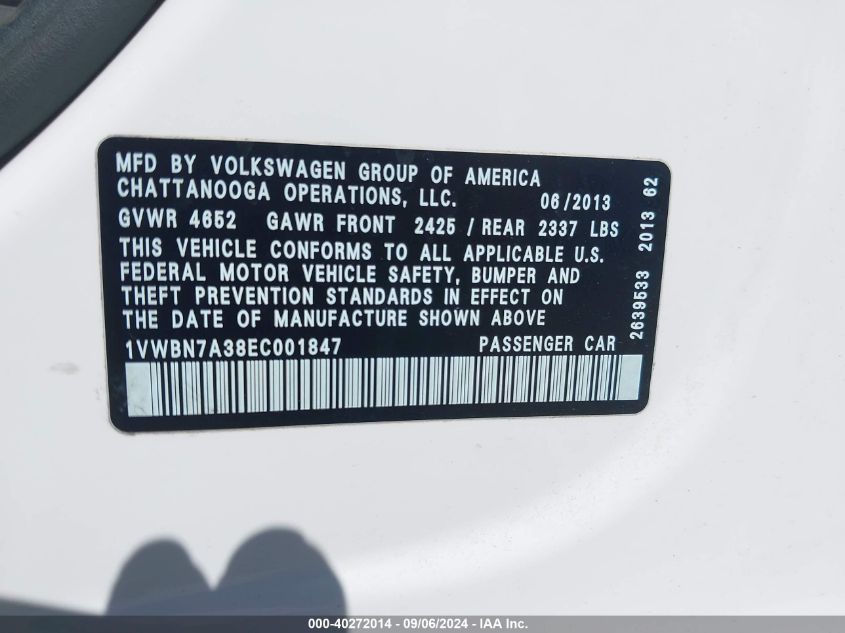 MFD BY VOLKSWAGEN GROUP OF AMERICA
CHATTANOOGA OPERATIONS, LLC. 06/2013
GVWR 4652 GAWR FRONT 2425 / REAR 2337 LBS
THIS VEHICLE CONFORMS TO ALL APPLICABLE U.S.
FEDERAL MOTOR VEHICLE SAFETY, BUMPER AND
THEFT PREVENTION STANDARDS IN EFFECT ON
THE DATE OF MANUFACTURE SHOWN ABOVE
1VWBN7A38EC001847 PASSENGER CAR
2639533 2013 62
000-40272014 - 09/06/2024 - IAA Inc.